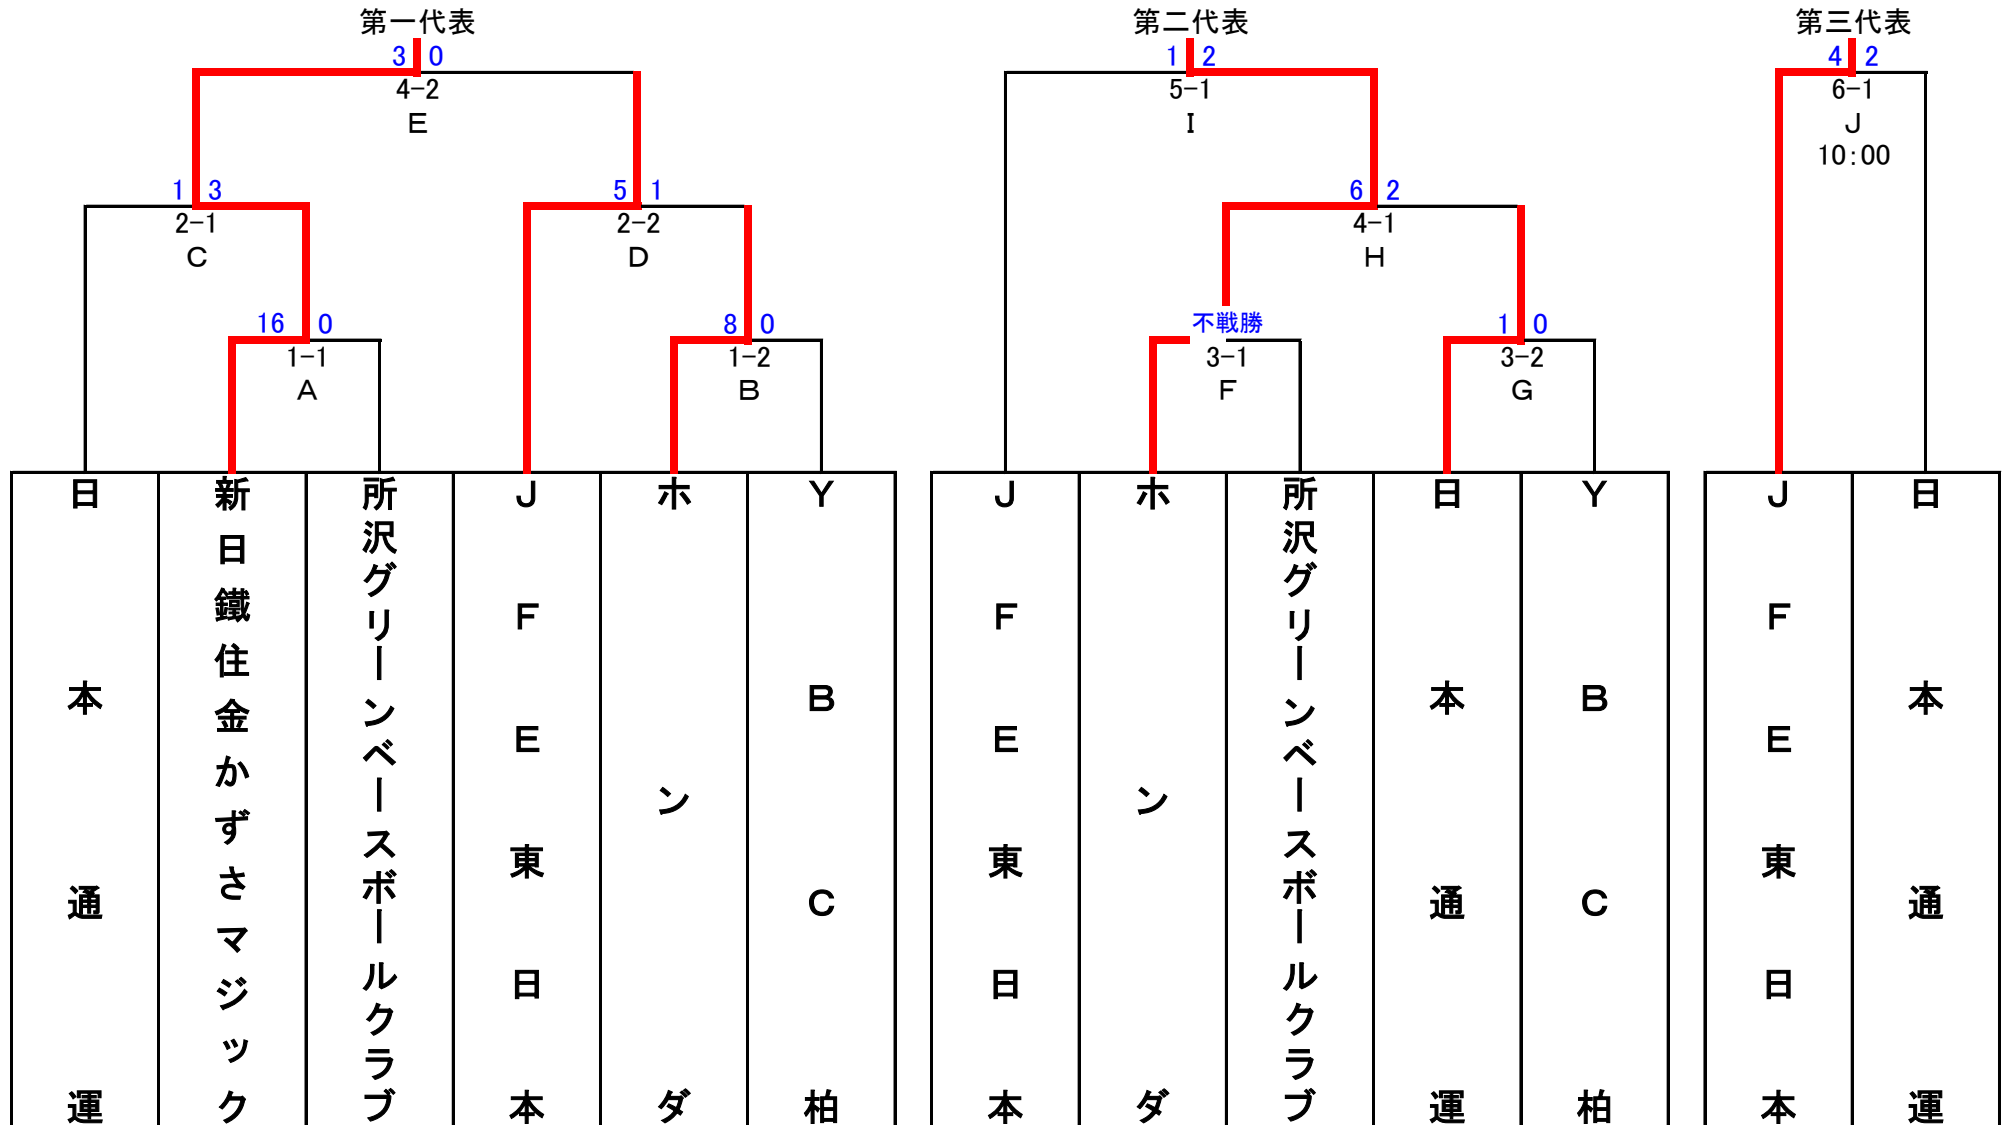 第一代表
3 0
4-2
E
1 3
2-1
C
5 1
2-2
D
16 0
1-1
A
8 0
1-2
B
日本通運
新日鐵住金かずさマジック
所沢グリーンベースボールクラブ
JFE東日本
ホンダ
YBC柏
第二代表
1 2
5-1
I
6 2
4-1
H
不戦勝
3-1
F
1 0
3-2
G
JFE東日本
ホンダ
所沢グリーンベースボールクラブ
日本通運
YBC柏
第三代表
4 2
6-1
J
10:00
JFE東日本
日本通運